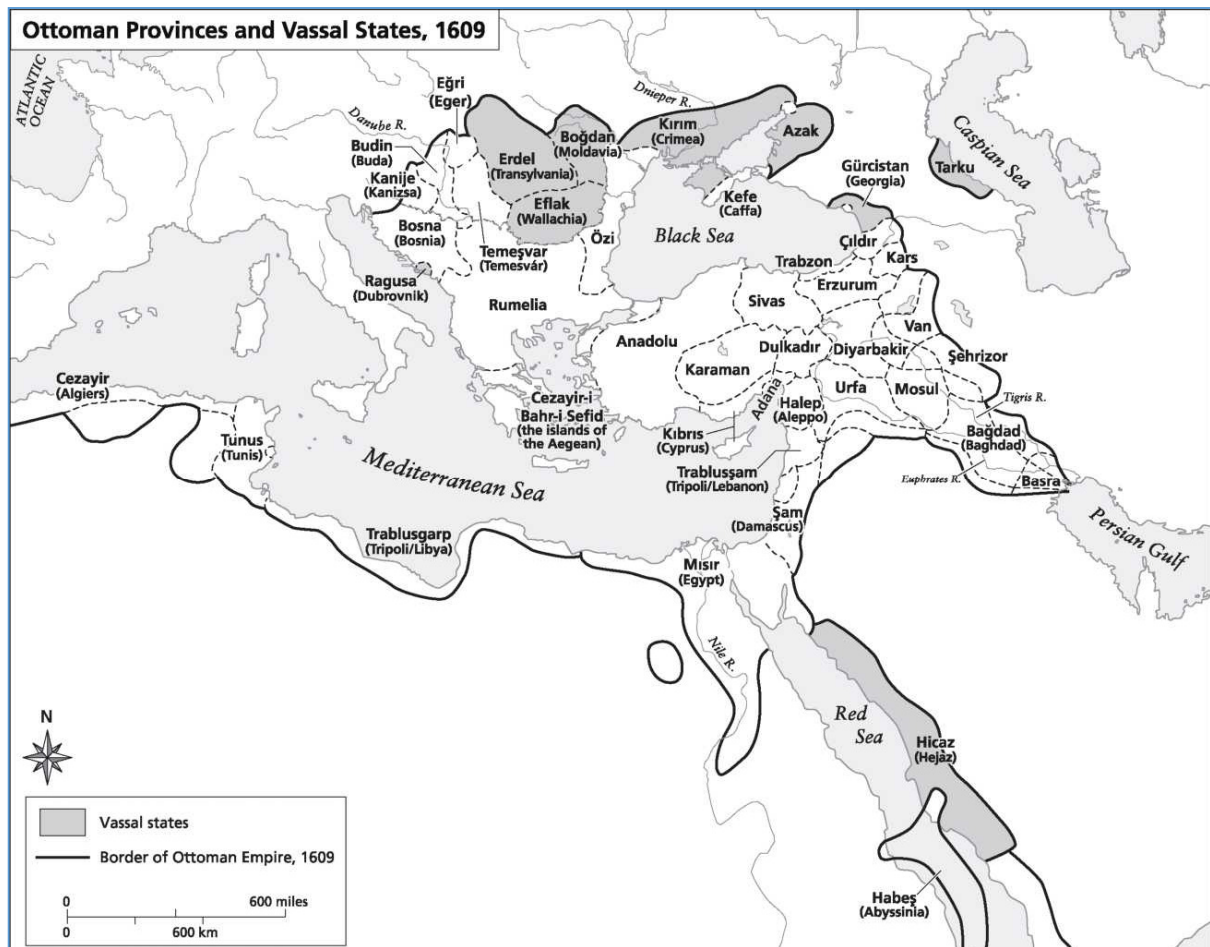 Ottoman Provinces and Vassal States, 1609
ATLANTIC
OCEAN
Eğri
(Eger)
Danube R.
Budin
(Buda)
Kanije
(Kanizsa)
Bosna
(Bosnia)
Ragusa
(Dubrovnik)
Erdel
(Transylvania)
Boğdan
(Moldavia)
Eflak
(Wallachia)
Temeşvar
(Temesvár)
Özi
Rumelia
Dnieper R.
Kırım
(Crimea)
Azak
Kefe
(Caffa)
Black Sea
Gürcistan
(Georgia)
Tarku
Caspian Sea
Çıldır
Trabzon
Kars
Erzurum
Sivas
Van
Anadolu
Dulkadır
Diyarbakir
Şehrizor
Karaman
Urfa
Mosul
Adana
Halep
(Aleppo)
Tigris R.
Bağdad
(Baghdad)
Euphrates R.
Basra
Persian Gulf
Cezayir
(Algiers)
Tunus
(Tunis)
Mediterranean Sea
Cezayir-i
Bahr-i Sefid
(the islands of
the Aegean)
Kıbrıs
(Cyprus)
Trablusşam
(Tripoli/Lebanon)
Şam
(Damascus)
Trablusgarp
(Tripoli/Libya)
Mısır
(Egypt)
Nile R.
Red
Sea
Hicaz
(Hejaz)
Habeş
(Abyssinia)
N
Vassal states
Border of Ottoman Empire, 1609
0 600 miles
0 600 km